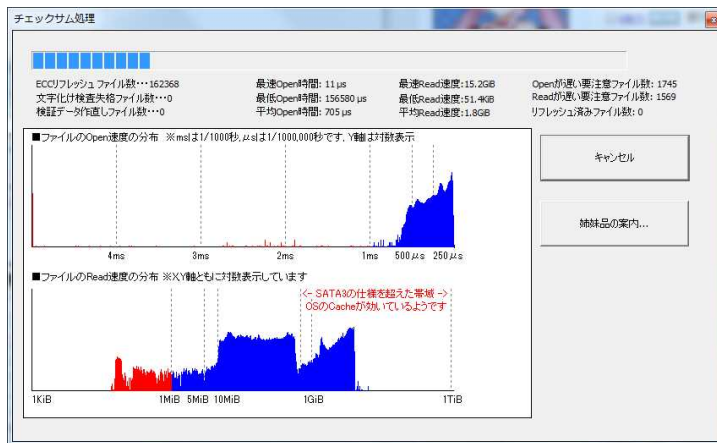 チェックサム処理
ECCリフレッシュ ファイル数・・・162368
文字化け検査失格ファイル数・・・0
検証データ作直しファイル数・・・0
最速Open時間: 11 μs
最低Open時間: 156580 μs
平均Open時間: 705 μs
最速Read速度:15.2GB
最低Read速度:51.4KB
平均Read速度:1.8GB
Openが遅い要注意ファイル数: 1745
Readが遅い要注意ファイル数: 1569
リフレッシュ済みファイル数: 0
■ファイルのOpen速度の分布 ※msは1/1000秒,μsは1/1000,000秒です、Y軸は対数表示
4ms 3ms 2ms 1ms 500μs 250μs
■ファイルのRead速度の分布 ※XY軸ともに対数表示しています
<- SATA3の仕様を超えた帯域 ->
OSのCacheが効いているようです
1KiB 1MiB 5MiB 10MiB 1GiB 1TiB
キャンセル
姉妹品の案内...